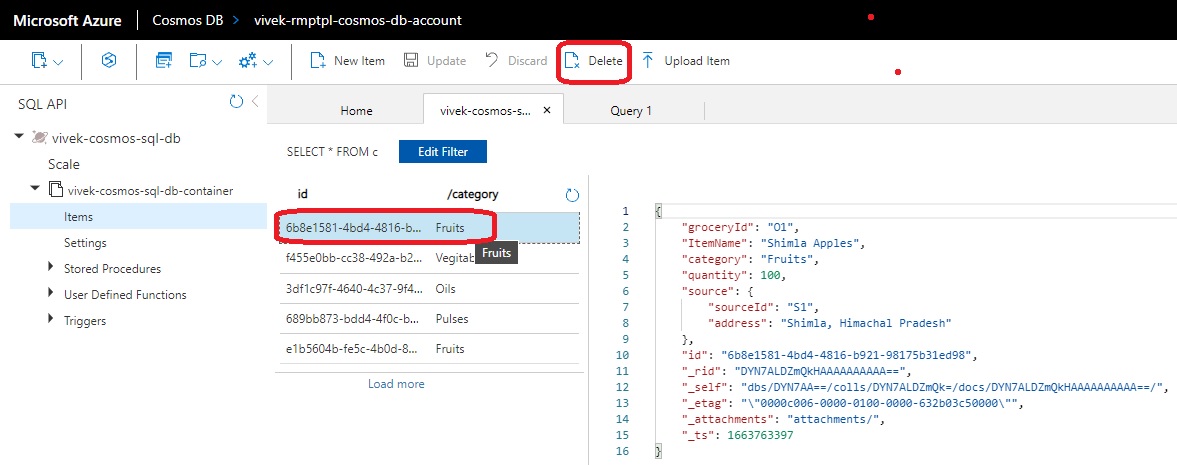 Microsoft Azure Cosmos DB > vivek-rmptpl-cosmos-db-account
New Item Update Discard Delete Upload Item
SQL API
Home vivek-cosmos-s... × Query 1
vivek-cosmos-sql-db
SELECT * FROM c Edit Filter
Scale
vivek-cosmos-sql-db-container
id /category
Items
6b8e1581-4bd4-4816-b... Fruits
Settings
Fruits
f455e0bb-cc38-492a-b2... Vegitab
Stored Procedures
3df1c97f-4640-4c37-9f4... Oils
User Defined Functions
689bb873-bdd4-4f0c-b... Pulses
Triggers
e1b5604b-fe5c-4b0d-8... Fruits
Load more
1 {
2 "groceryId": "O1",
3 "ItemName": "Shimla Apples",
4 "category": "Fruits",
5 "quantity": 100,
6 "source": {
7 "sourceId": "S1",
8 "address": "Shimla, Himachal Pradesh"
9 },
10 "id": "6b8e1581-4bd4-4816-b921-98175b31ed98",
11 "_rid": "DYN7ALDZmQkHAAAAAAAAAA==",
12 "_self": "dbs/DYN7AA==/colls/DYN7ALDZmQk=/docs/DYN7ALDZmQkHAAAAAAAAAA==/",
13 "_etag": "\"0000c006-0000-0100-0000-632b03c50000\"",
14 "_attachments": "attachments/",
15 "_ts": 1663763397
16 }